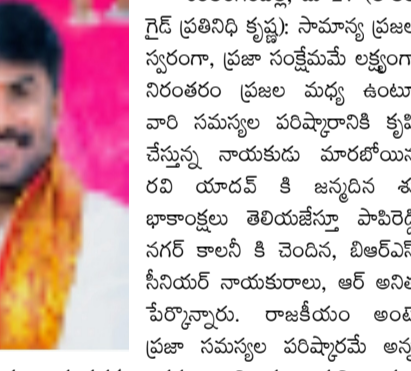 గైడ్ ప్రతినిధి కృష్ణ): సామాన్య ప్రజల
స్వరంగా, ప్రజా సంక్షేమమే లక్ష్యంగా
నిరంతరం ప్రజల మధ్య ఉంటూ
వారి సమస్యల పరిష్కారానికి కృషి
చేస్తున్న నాయకుడు మారబోయిన
రవి యాదవ్ కి జన్మదిన శు
భాకాంక్షలు తెలియజేస్తూ పాపిరెడ్డి
నగర్ కాలనీ కి చెందిన, బిఆర్ఎస్
సీనియర్ నాయకురాలు, ఆర్ అనిత
పేర్కొన్నారు. రాజకీయం అంటే
ప్రజా సమస్యల పరిష్కారమే అన్న